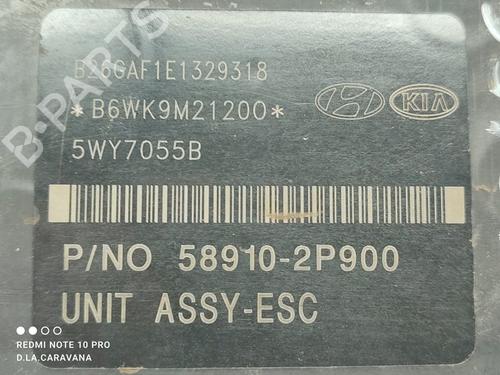 B26GAF1E1329318
*B6WK9M21200*
KIA
5WY7055B
P/NO 58910-2P900
UNIT ASSY-ESC
REDMI NOTE 10 PRO
D.LA.CARAVANA
B-PARTS